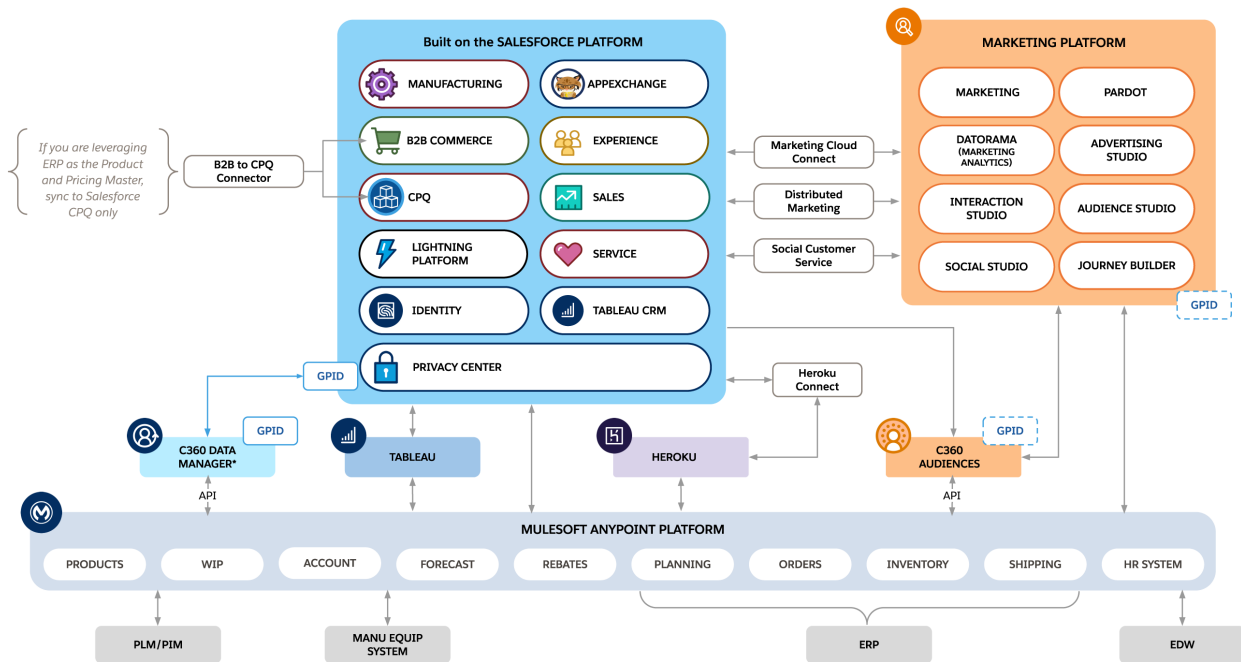 Built on the SALESFORCE PLATFORM
MANUFACTURING
APPEXCHANGE
B2B COMMERCE
EXPERIENCE
CPQ
SALES
LIGHTNING
PLATFORM
SERVICE
IDENTITY
TABLEAU CRM
PRIVACY CENTER
GPID
If you are leveraging
ERP as the Product
and Pricing Master,
sync to Salesforce
CPQ only
B2B to CPQ
Connector
Marketing Cloud
Connect
Distributed
Marketing
Social Customer
Service
MARKETING PLATFORM
MARKETING
PARDOT
DATORAMA
(MARKETING
ANALYTICS)
ADVERTISING
STUDIO
INTERACTION
STUDIO
AUDIENCE STUDIO
SOCIAL STUDIO
JOURNEY BUILDER
GPID
Heroku
Connect
GPID
C360 DATA
MANAGER*
TABLEAU
HEROKU
GPID
C360
AUDIENCES
API
API
MULESOFT ANYPOINT PLATFORM
PRODUCTS
WIP
ACCOUNT
FORECAST
REBATES
PLANNING
ORDERS
INVENTORY
SHIPPING
HR SYSTEM
PLM/PIM
MANU EQUIP
SYSTEM
ERP
EDW